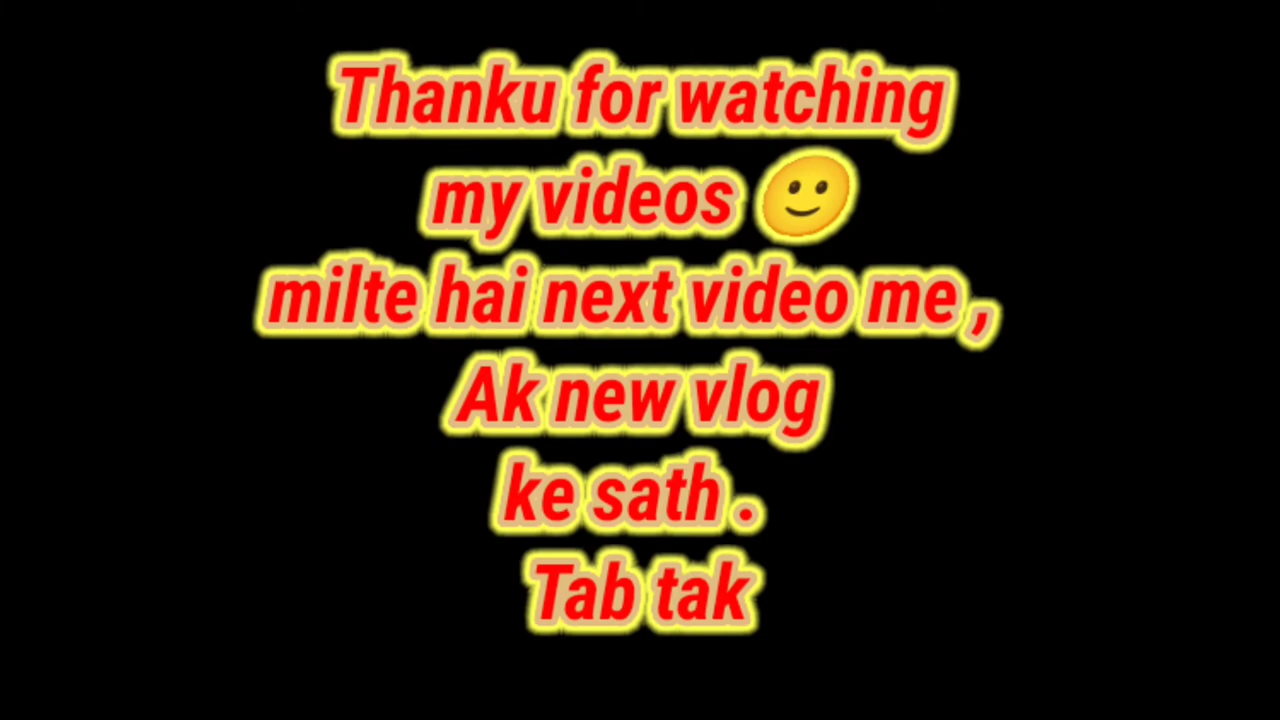 Thanku for watching
my videos 🙂
milte hai next video me ,
Ak new vlog
ke sath .
Tab tak